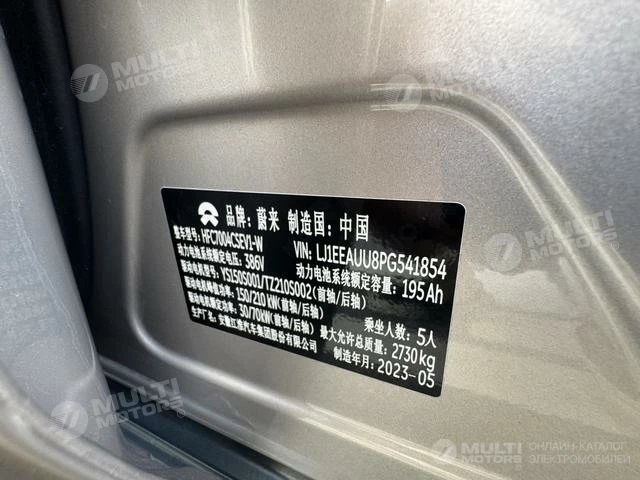 MULTI MOTORS
MULTI MOTORS
品牌: 蔚来 制造国: 中国
整车型号: HFC7004CSEV1-W VIN: LJ1EEAUU8PG541854
动力电池系统额定电压: 386V 动力电池系统额定容量: 195Ah
驱动电机型号: YS150S001/TZ210S002(前轴/后轴)
驱动电机峰值功率: 150/210kW(前轴/后轴) 乘坐人数: 5人
驱动电机额定功率: 30/70kW(前轴/后轴) 最大允许总质量: 2730kg
生产厂名: 安徽江淮汽车集团股份有限公司 制造年月: 2023-05
MULTI MOTORS
MULTI MOTORS
MULTI MOTORS ОНЛАЙН-КАТАЛОГ ЭЛЕКТРОМОБИЛЕЙ